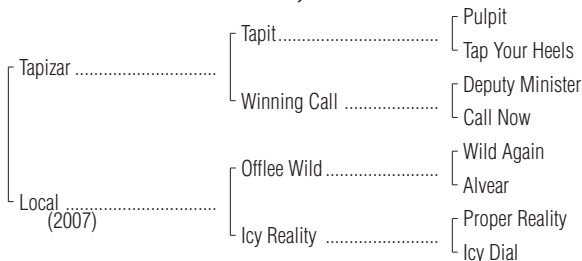 Pulpit
Tapit
Tap Your Heels
Tapizar
Deputy Minister
Winning Call
Call Now
Wild Again
Offlee Wild
Alvear
Local
(2007)
Proper Reality
Icy Reality
Icy Dial